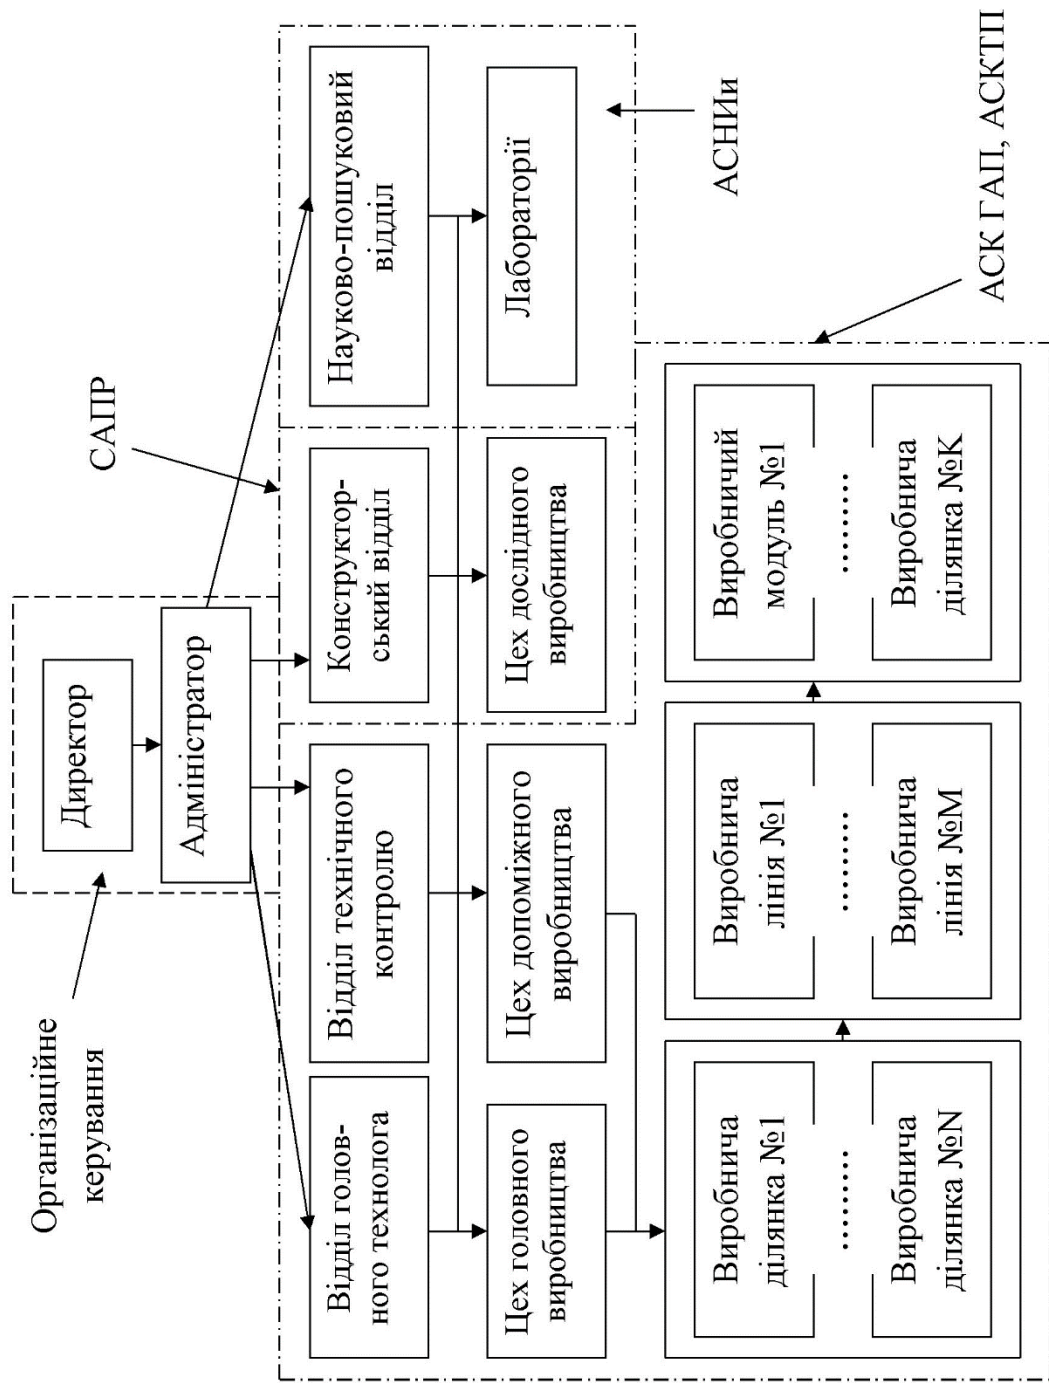 Організаційне
керування
Директор
Адміністратор
САПР
Відділ голов-
ного технолога
Відділ технічного
контролю
Конструктор-
ський відділ
Науково-пошуковий
відділ
Цех головного
виробництва
Цех допоміжного
виробництва
Цех дослідного
виробництва
Лабораторії
АСНИи
Виробнича
ділянка №1
.........
Виробнича
ділянка №N
Виробнича
лінія №1
.........
Виробнича
лінія №M
Виробничий
модуль №1
.........
Виробнича
ділянка №K
АСК ГАП, АСКТП